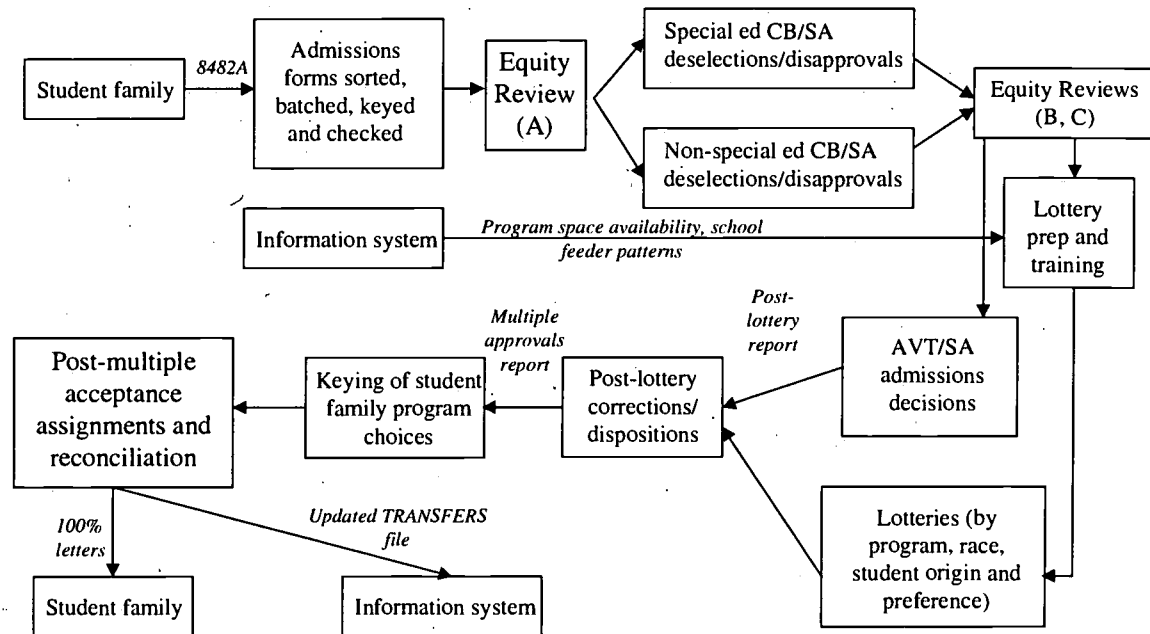 Student family
8482A
Admissions
forms sorted,
batched, keyed
and checked
Equity
Review
(A)
Special ed CB/SA
deselections/disapprovals
Non-special ed CB/SA
deselections/disapprovals
Equity Reviews
(B, C)
Information system
Program space availability, school
feeder patterns
Lottery
prep and
training
Post-multiple
acceptance
assignments and
reconciliation
Keying of student
family program
choices
Multiple
approvals
report
Post-lottery
corrections/
dispositions
Post-
lottery
report
AVT/SA
admissions
decisions
Lotteries (by
program, race,
student origin and
preference)
100%
letters
Updated TRANSFERS
file
Student family
Information system